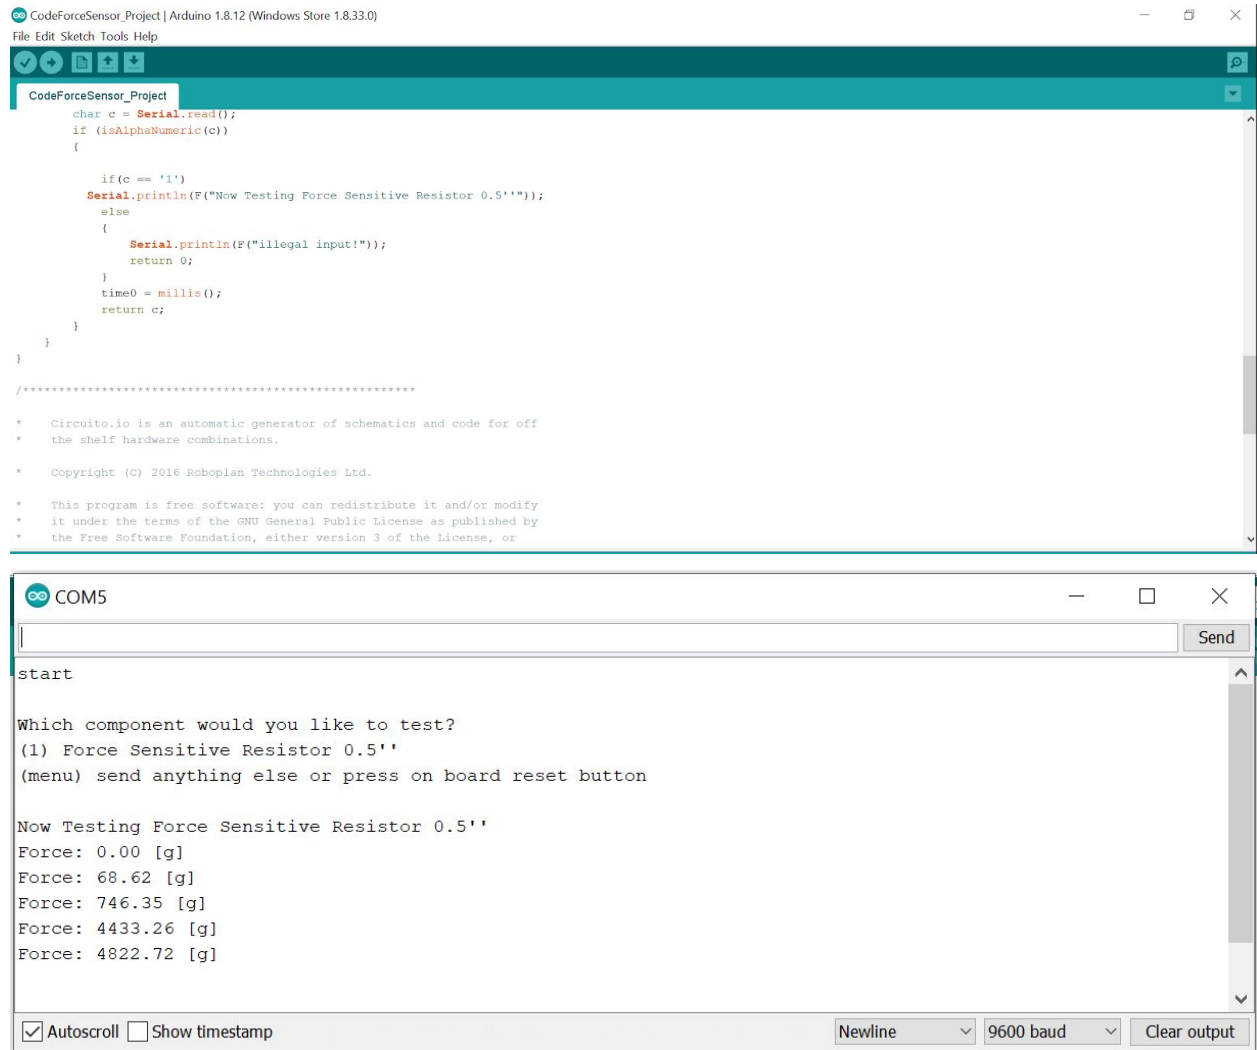 CodeForceSensor_Project | Arduino 1.8.12 (Windows Store 1.8.33.0)
File Edit Sketch Tools Help
CodeForceSensor_Project
char c = Serial.read();
if (isAlphaNumeric(c))
{
if(c == '1')
Serial.println(F("Now Testing Force Sensitive Resistor 0.5''"));
else
{
Serial.println(F("illegal input!"));
return 0;
}
time0 = millis();
return c;
}
}
}
/*******************************************************
* Circuito.io is an automatic generator of schematics and code for off
* the shelf hardware combinations.
* Copyright (C) 2016 Roboplan Technologies Ltd.
* This program is free software: you can redistribute it and/or modify
* it under the terms of the GNU General Public License as published by
* the Free Software Foundation, either version 3 of the License, or
COM5
Send
start
Which component would you like to test?
(1) Force Sensitive Resistor 0.5''
(menu) send anything else or press on board reset button
Now Testing Force Sensitive Resistor 0.5''
Force: 0.00 [g]
Force: 68.62 [g]
Force: 746.35 [g]
Force: 4433.26 [g]
Force: 4822.72 [g]
Autoscroll Show timestamp Newline 9600 baud Clear output